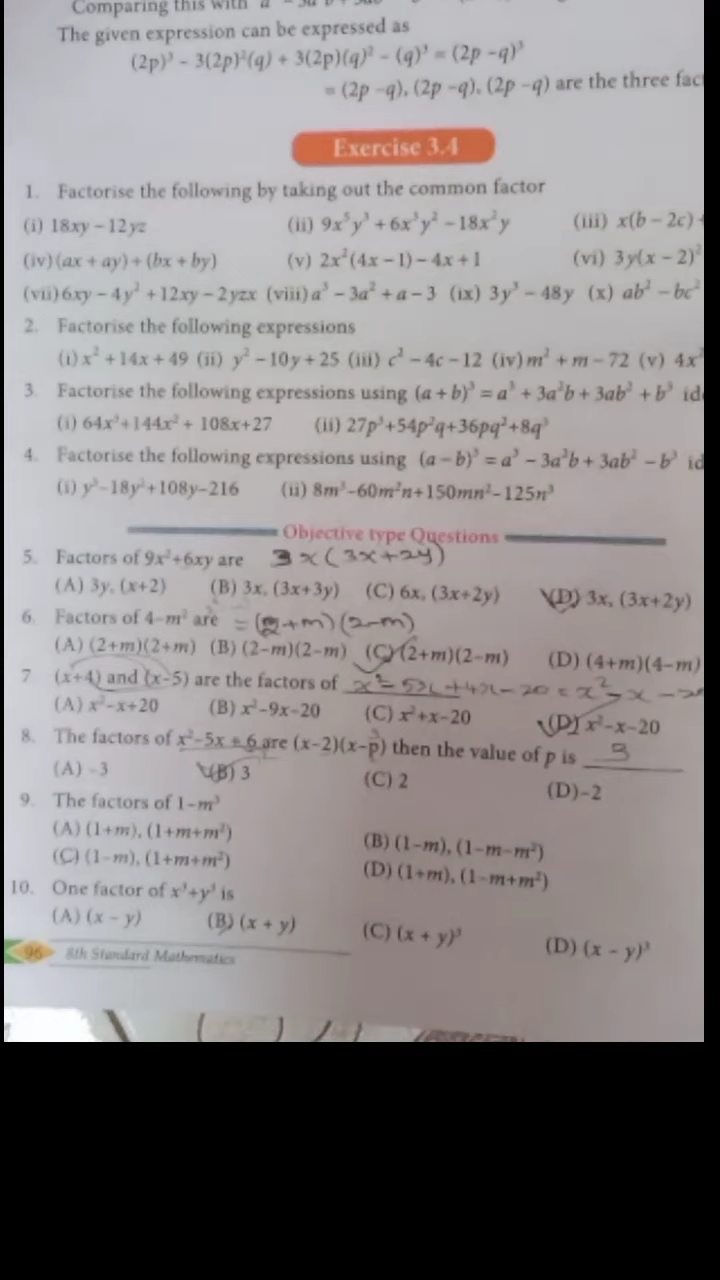 Comparing this with
The given expression can be expressed as
(2p)³ − 3(2p)²(q) + 3(2p)(q)² − (q)³ = (2p −q)³
= (2p −q), (2p −q), (2p −q) are the three fac
Exercise 3.4
1. Factorise the following by taking out the common factor
(i) 18xy − 12yz (ii) 9x⁵y³ + 6x³y² − 18x²y (iii) x(b − 2c)
(iv) (ax + ay) + (bx + by) (v) 2x²(4x − 1) − 4x + 1 (vi) 3y(x − 2)²
(vii) 6xy − 4y² + 12xy − 2yzx (viii) a³ − 3a² + a − 3 (ix) 3y³ − 48y (x) ab² − bc²
2. Factorise the following expressions
(i) x² + 14x + 49 (ii) y² − 10y + 25 (iii) c² − 4c − 12 (iv) m² + m − 72 (v) 4x²
3. Factorise the following expressions using (a + b)³ = a³ + 3a²b + 3ab² + b³ id
(i) 64x³+144x²+ 108x+27 (ii) 27p³+54p²q+36pq²+8q³
4. Factorise the following expressions using (a − b)³ = a³ − 3a²b + 3ab² − b³ id
(i) y³−18y²+108y−216 (ii) 8m³−60m²n+150mn²−125n³
Objective type Questions
5. Factors of 9x²+6xy are 3x(3x+2y)
(A) 3y, (x+2) (B) 3x, (3x+3y) (C) 6x, (3x+2y) (D) 3x, (3x+2y)
6. Factors of 4−m² are = (2+m)(2−m)
(A) (2+m)(2+m) (B) (2−m)(2−m) (C) (2+m)(2−m) (D) (4+m)(4−m)
7. (x+4) and (x−5) are the factors of x²−5x+4x−20 = x²−x−20
(A) x²−x+20 (B) x²−9x−20 (C) x²+x−20 (D) x²−x−20
8. The factors of x²−5x + 6 are (x−2)(x−p) then the value of p is 3
(A) −3 (B) 3 (C) 2 (D)−2
9. The factors of 1−m³
(A) (1+m), (1+m+m²) (B) (1−m), (1−m−m²)
(C) (1−m), (1+m+m²) (D) (1+m), (1−m+m²)
10. One factor of x³+y³ is
(A) (x − y) (B) (x + y) (C) (x + y)³ (D) (x − y)³
96 8th Standard Mathematics